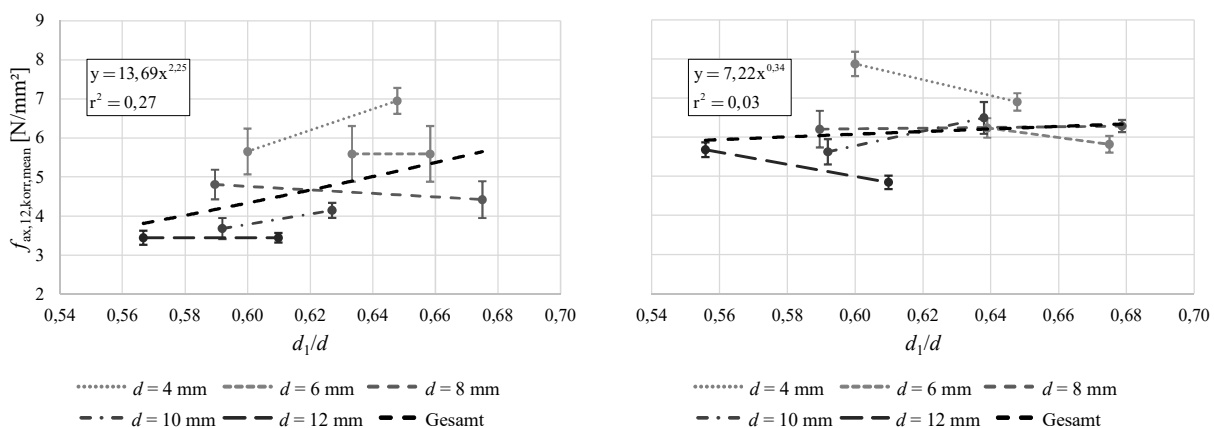 9
8
7
6
5
4
3
2
f ax,12,korr,mean [N/mm²]
y = 13,69x^2,25
r² = 0,27
0,54 0,56 0,58 0,60 0,62 0,64 0,66 0,68 0,70
d₁/d
d = 4 mm d = 6 mm d = 8 mm
d = 10 mm d = 12 mm Gesamt
y = 7,22x^0,34
r² = 0,03
0,54 0,56 0,58 0,60 0,62 0,64 0,66 0,68 0,70
d₁/d
d = 4 mm d = 6 mm d = 8 mm
d = 10 mm d = 12 mm Gesamt